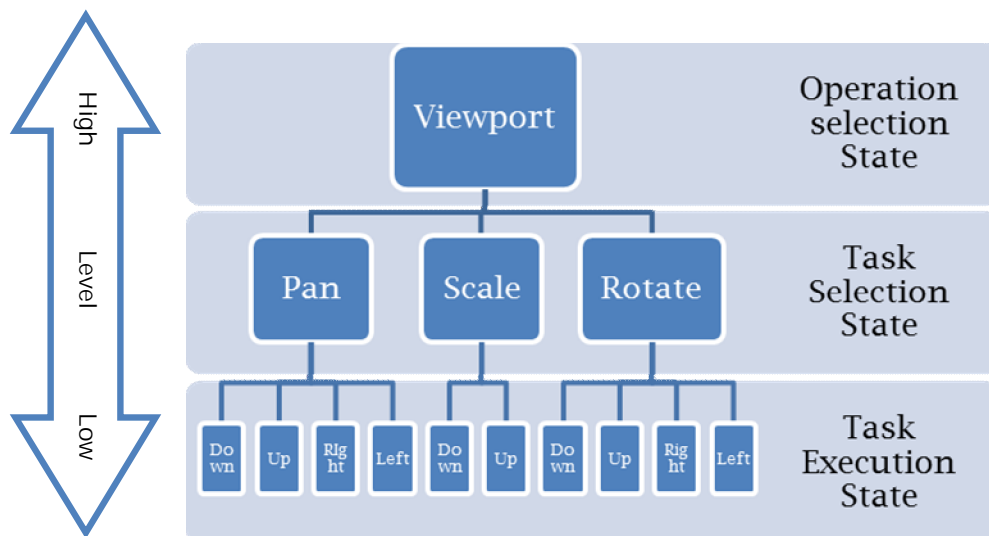 High
Level
Low
Viewport
Operation
selection
State
Pan
Scale
Rotate
Task
Selection
State
Do
wn
Up
RIg
ht
Left
Do
wn
Up
Do
wn
Up
Rig
ht
Left
Task
Execution
State